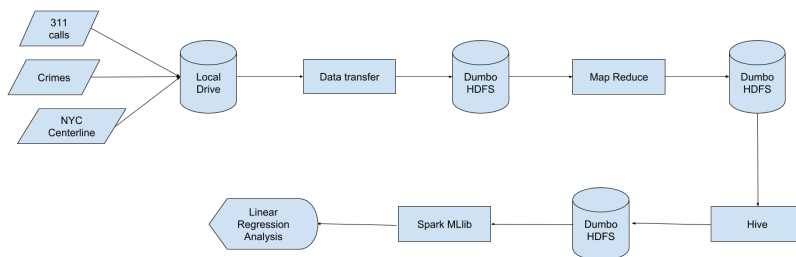 311
calls
Crimes
NYC
Centerline
Local
Drive
Data transfer
Dumbo
HDFS
Map Reduce
Dumbo
HDFS
Linear
Regression
Analysis
Spark MLlib
Dumbo
HDFS
Hive